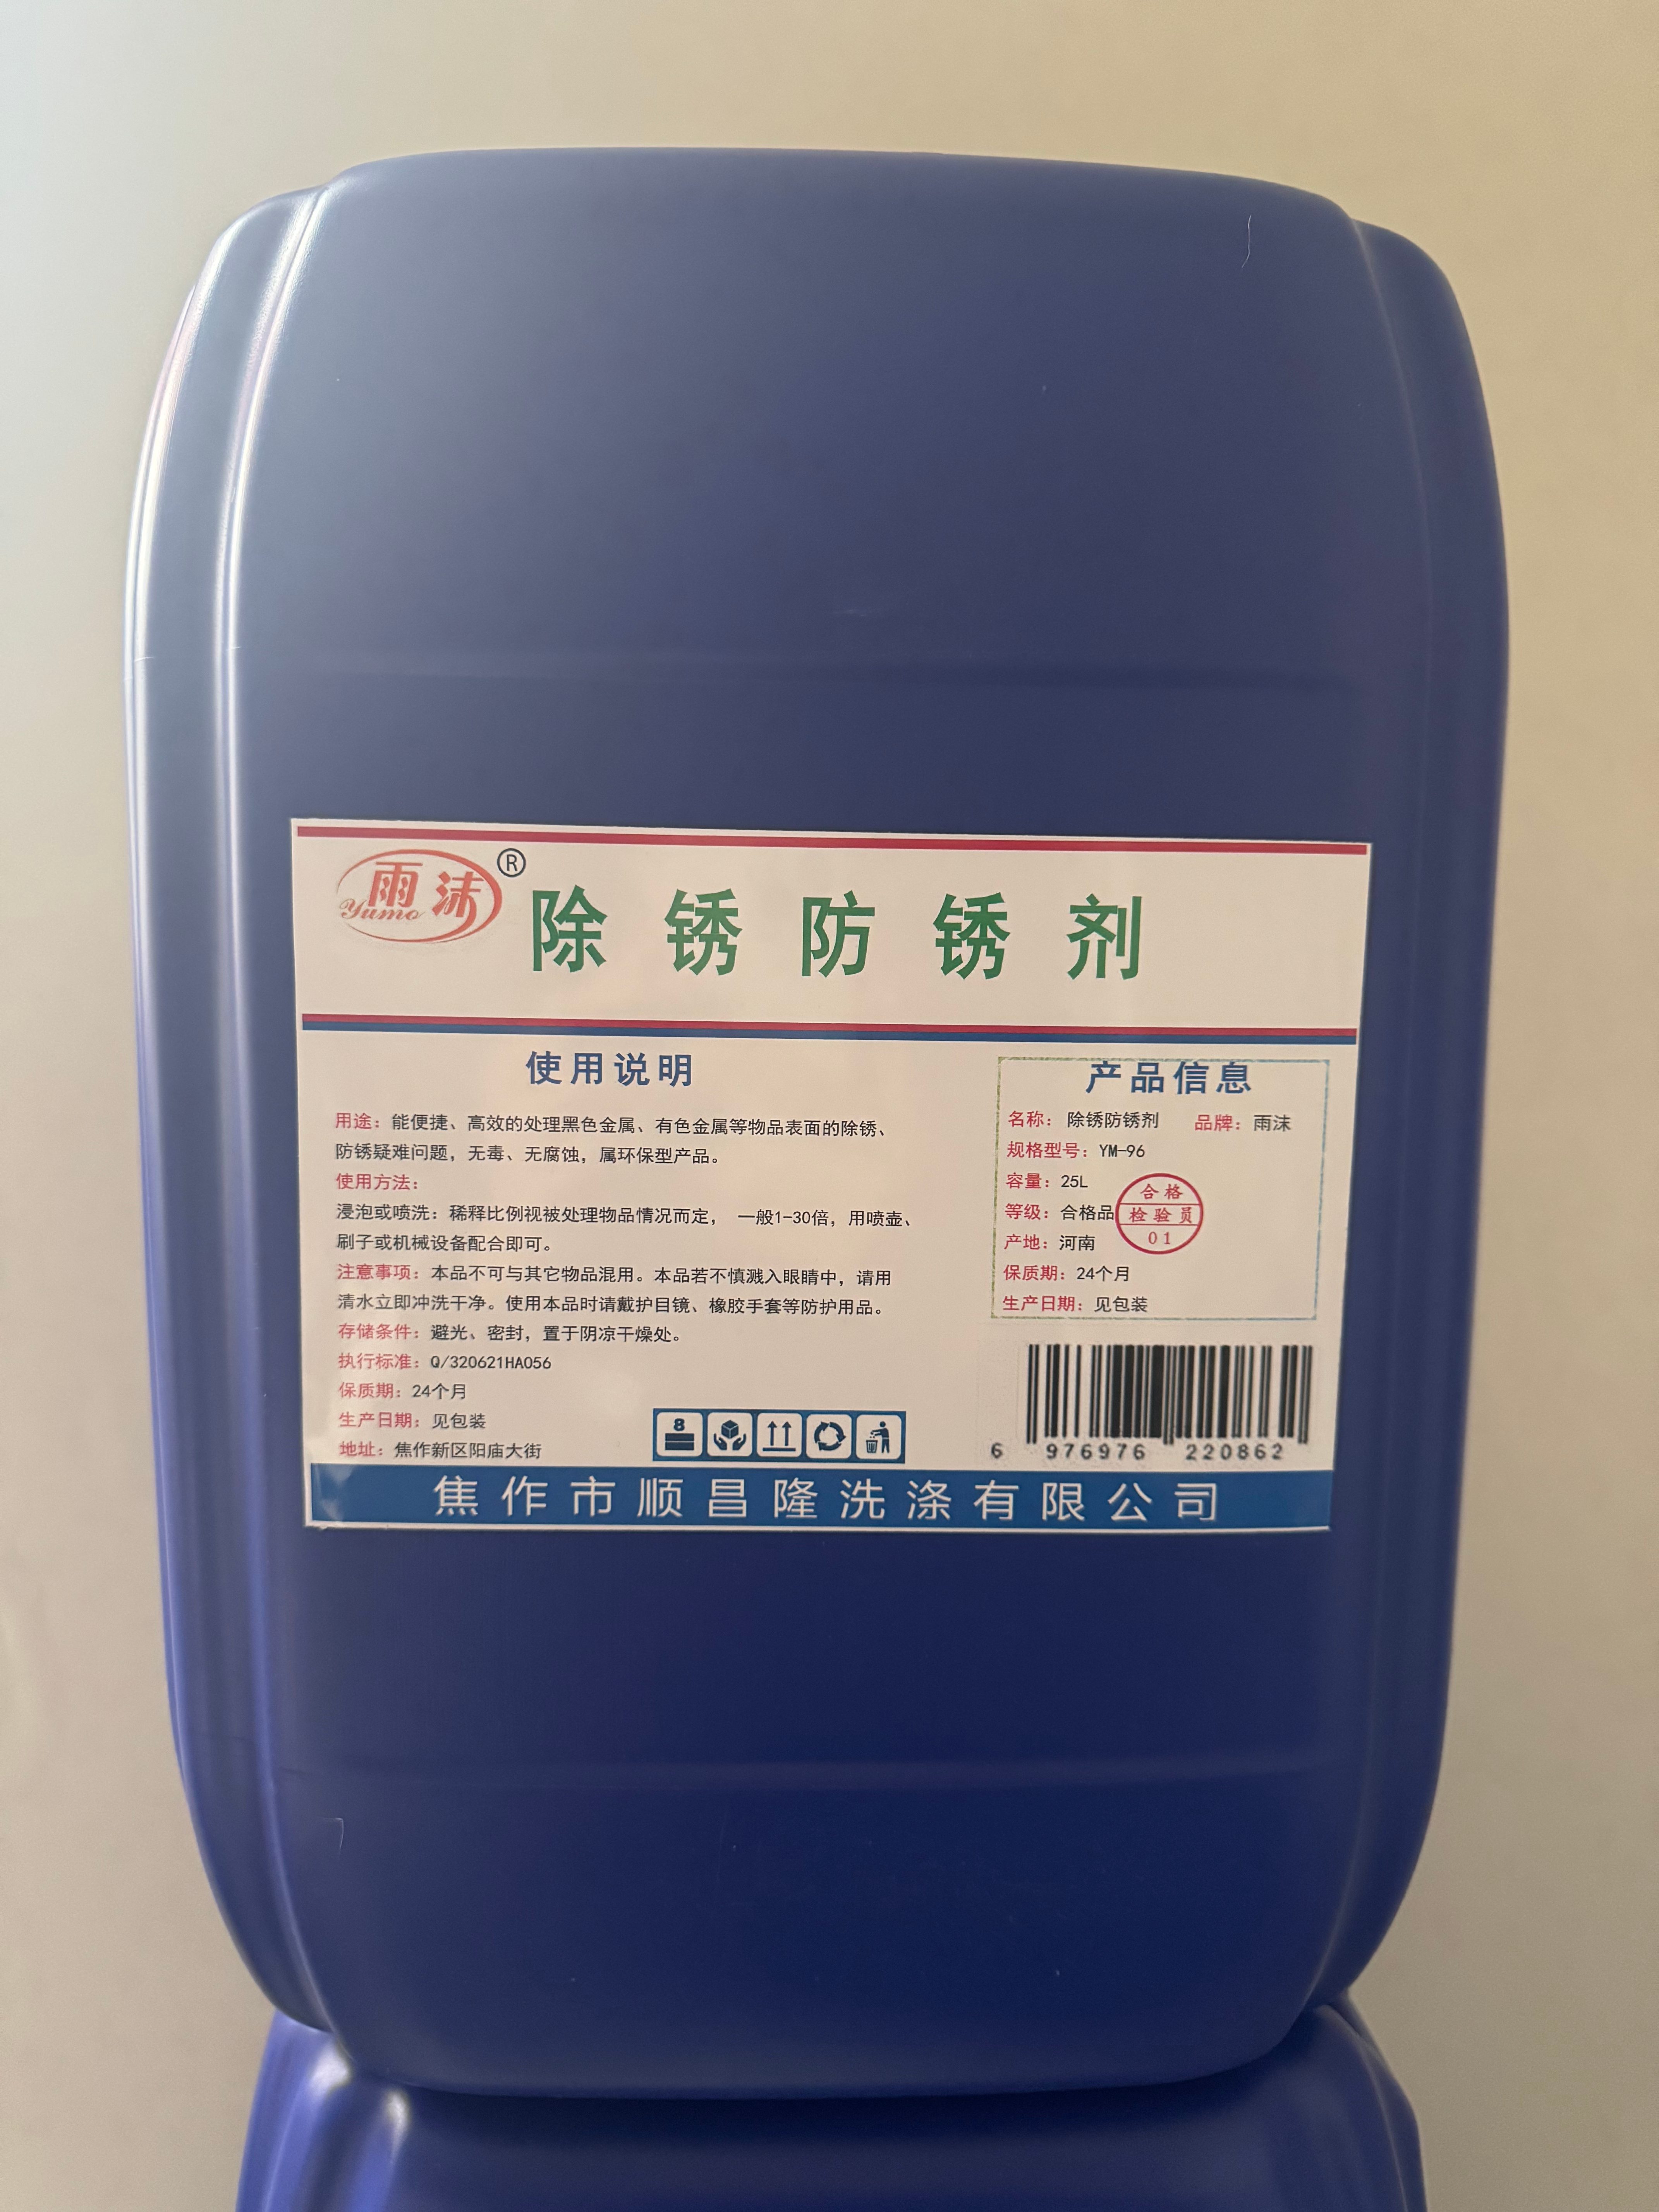 雨沫
Yumo
®
除锈防锈剂
使用说明
用途：能便捷、高效的处理黑色金属、有色金属等物品表面的除锈、
防锈疑难问题，无毒、无腐蚀，属环保型产品。
使用方法：
浸泡或喷洗：稀释比例视被处理物品情况而定， 一般1-30倍，用喷壶、
刷子或机械设备配合即可。
注意事项：本品不可与其它物品混用。本品若不慎溅入眼睛中，请用
清水立即冲洗干净。使用本品时请戴护目镜、橡胶手套等防护用品。
存储条件：避光、密封，置于阴凉干燥处。
执行标准：Q/320621HA056
保质期：24个月
生产日期：见包装
地址：焦作新区阳庙大街
8
产品信息
名称：除锈防锈剂 品牌：雨沫
规格型号：YM-96
容量：25L
等级：合格品
产地：河南
保质期：24个月
生产日期：见包装
合格
检验员
01
6 976976 220862
焦作市顺昌隆洗涤有限公司